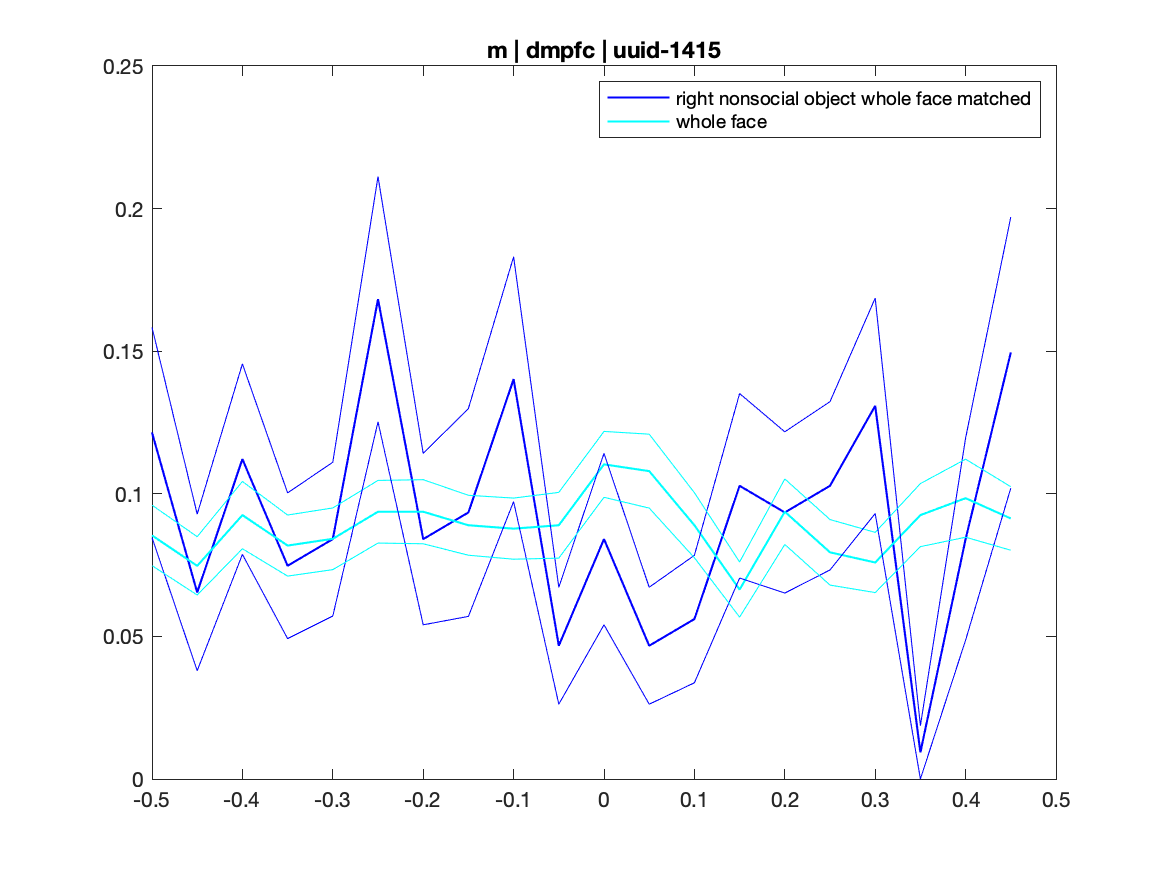 m | dmpfc | uuid-1415
0.25
right nonsocial object whole face matched
whole face
0.2
0.15
0.1
0.05
0
-0.5 -0.4 -0.3 -0.2 -0.1 0 0.1 0.2 0.3 0.4 0.5